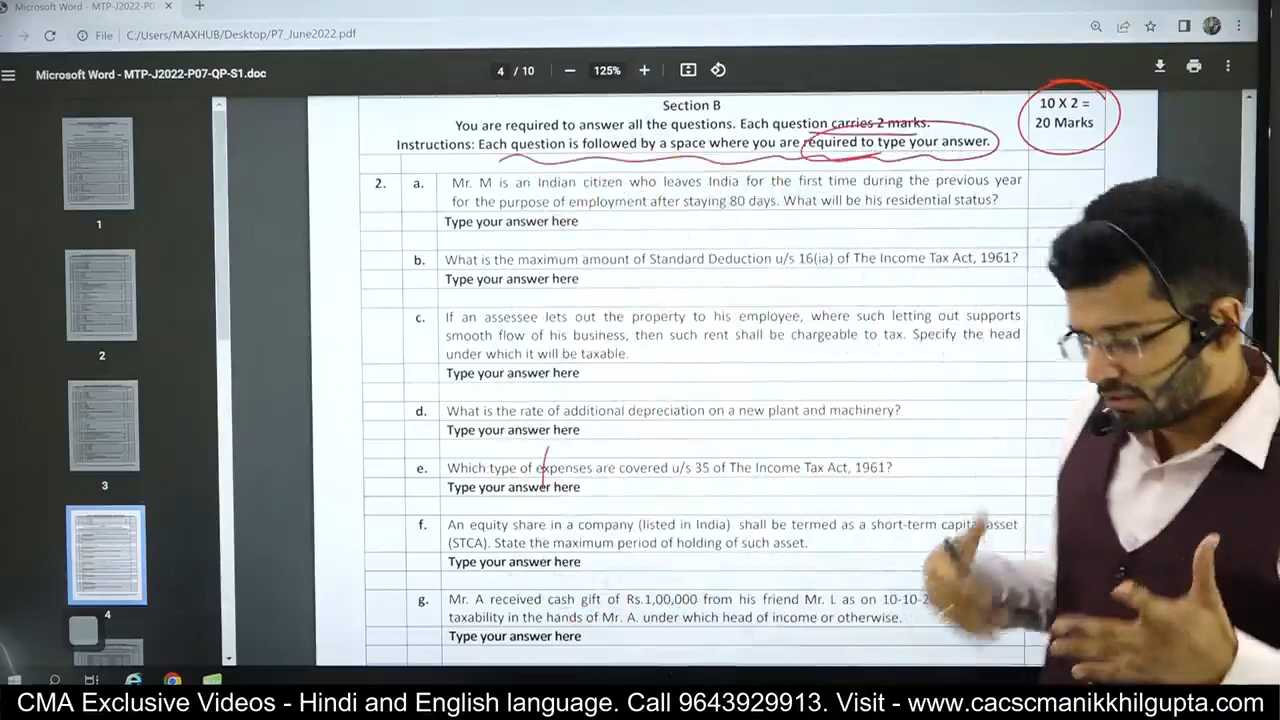 Microsoft Word - MTP-J2022-P0
File C:/Users/MAXHUB/Desktop/P7_June2022.pdf
Microsoft Word - MTP-J2022-P07-QP-S1.doc
4 / 10
125%
Section B
10 X 2 =
20 Marks
You are required to answer all the questions. Each question carries 2 marks.
Instructions: Each question is followed by a space where you are required to type your answer.
2. a. Mr. M is an Indian citizen who leaves India for the first time during the previous year
for the purpose of employment after staying 80 days. What will be his residential status?
Type your answer here
b. What is the maximum amount of Standard Deduction u/s 16(ia) of The Income Tax Act, 1961?
Type your answer here
c. If an assessee lets out the property to his employee, where such letting out supports
smooth flow of his business, then such rent shall be chargeable to tax. Specify the head
under which it will be taxable.
Type your answer here
d. What is the rate of additional depreciation on a new plant and machinery?
Type your answer here
e. Which type of expenses are covered u/s 35 of The Income Tax Act, 1961?
Type your answer here
f. An equity share in a company (listed in India) shall be termed as a short-term capital asset
(STCA). State the maximum period of holding of such asset.
Type your answer here
g. Mr. A received cash gift of Rs.1,00,000 from his friend Mr. L as on 10-10-2
taxability in the hands of Mr. A. under which head of income or otherwise.
Type your answer here
1
2
3
4
CMA Exclusive Videos - Hindi and English language. Call 9643929913. Visit - www.cacscmanikkhilgupta.com